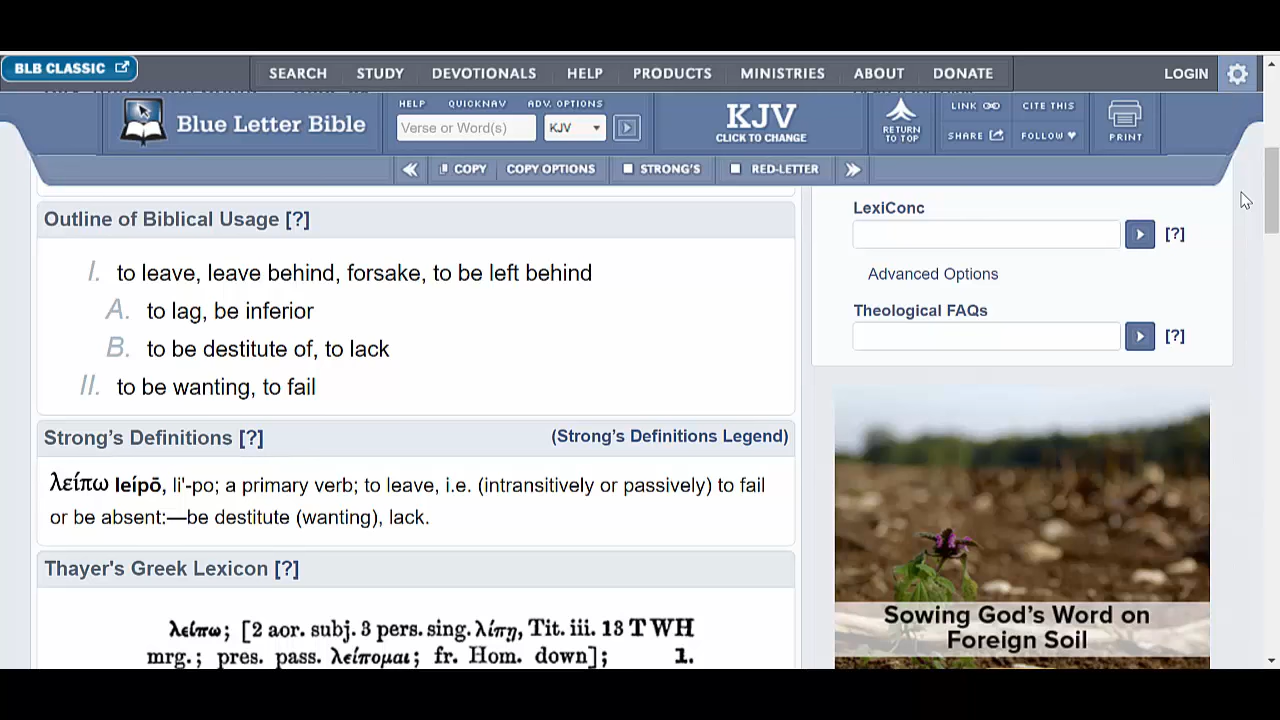 BLB CLASSIC
SEARCH STUDY DEVOTIONALS HELP PRODUCTS MINISTRIES ABOUT DONATE LOGIN
HELP QUICKNAV ADV. OPTIONS
Blue Letter Bible
Verse or Word(s) KJV
KJV
CLICK TO CHANGE
RETURN
TO TOP
LINK CITE THIS
SHARE FOLLOW
PRINT
COPY COPY OPTIONS STRONG'S RED-LETTER
Outline of Biblical Usage [?]
I. to leave, leave behind, forsake, to be left behind
A. to lag, be inferior
B. to be destitute of, to lack
II. to be wanting, to fail
Strong’s Definitions [?] (Strong’s Definitions Legend)
λείπω leípō, li'-po; a primary verb; to leave, i.e. (intransitively or passively) to fail
or be absent:—be destitute (wanting), lack.
Thayer's Greek Lexicon [?]
λείπω; [2 aor. subj. 3 pers. sing. λίπῃ, Tit. iii. 13 T WH
mrg.; pres. pass. λείπομαι; fr. Hom. down]; 1.
LexiConc
[?]
Advanced Options
Theological FAQs
[?]
Sowing God’s Word on
Foreign Soil